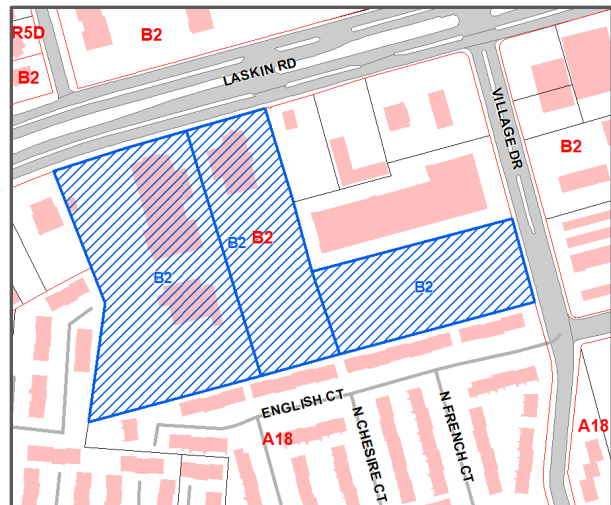 R5D
B2
B2
LASKIN RD
VILLAGE DR
B2
B2
B2
B2
B2
ENGLISH CT
A18
N CHESIRE CT
N FRENCH CT
A18